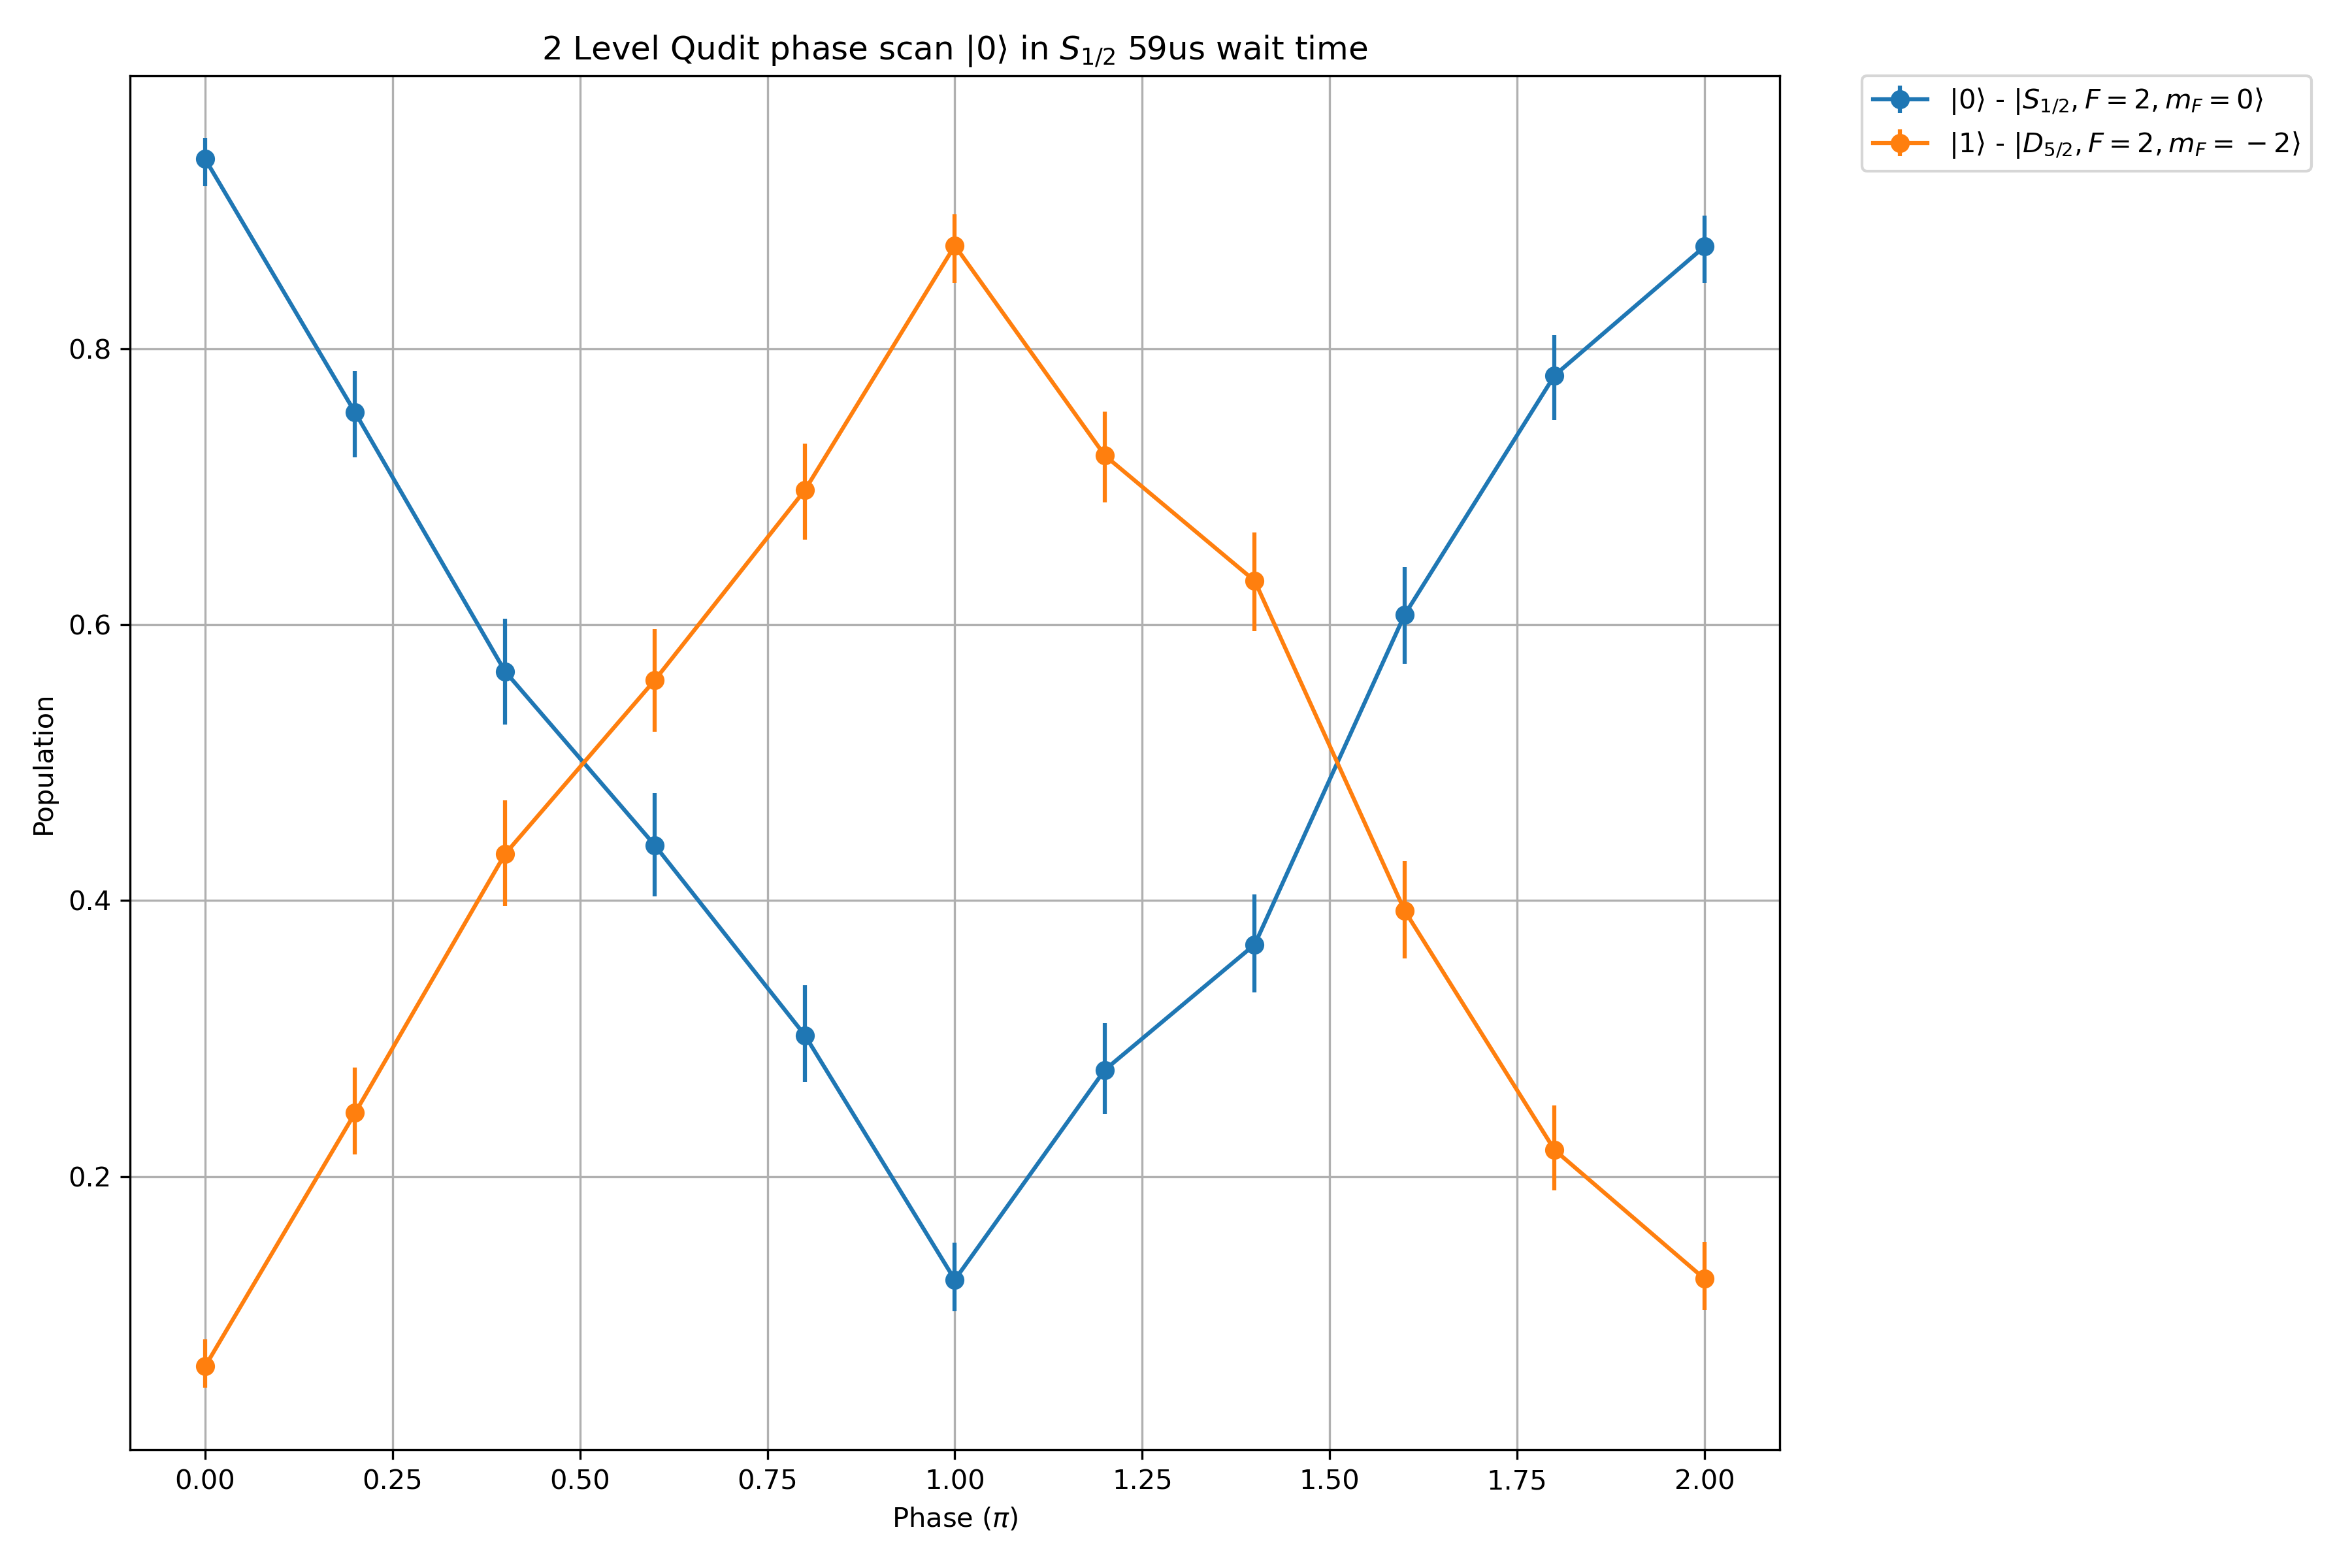 2 Level Qudit phase scan |0⟩ in S1/2 59us wait time
|0⟩ - |S1/2, F = 2, mF = 0⟩
|1⟩ - |D5/2, F = 2, mF = −2⟩
Population
0.8
0.6
0.4
0.2
0.00 0.25 0.50 0.75 1.00 1.25 1.50 1.75 2.00
Phase (π)